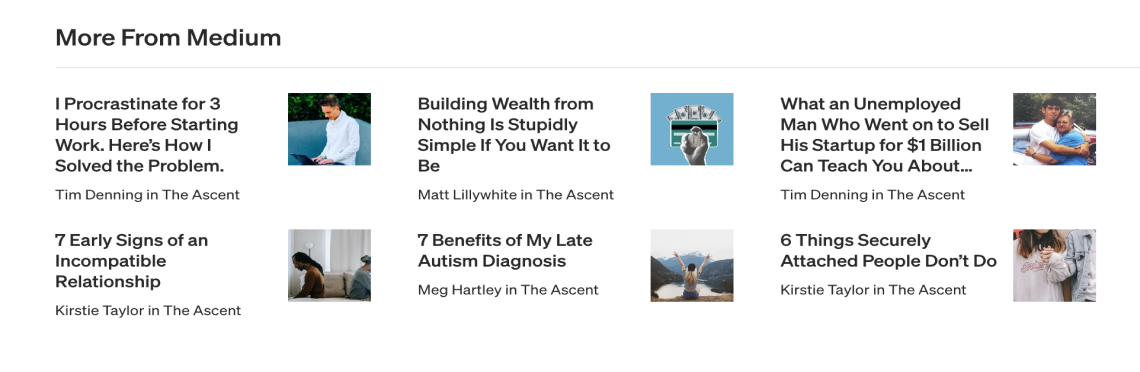 More From Medium
I Procrastinate for 3
Hours Before Starting
Work. Here's How I
Solved the Problem.
Tim Denning in The Ascent
Building Wealth from
Nothing Is Stupidly
Simple If You Want It to
Be
Matt Lillywhite in The Ascent
What an Unemployed
Man Who Went on to Sell
His Startup for $1 Billion
Can Teach You About...
Tim Denning in The Ascent
7 Early Signs of an
Incompatible
Relationship
Kirstie Taylor in The Ascent
7 Benefits of My Late
Autism Diagnosis
Meg Hartley in The Ascent
6 Things Securely
Attached People Don't Do
Kirstie Taylor in The Ascent